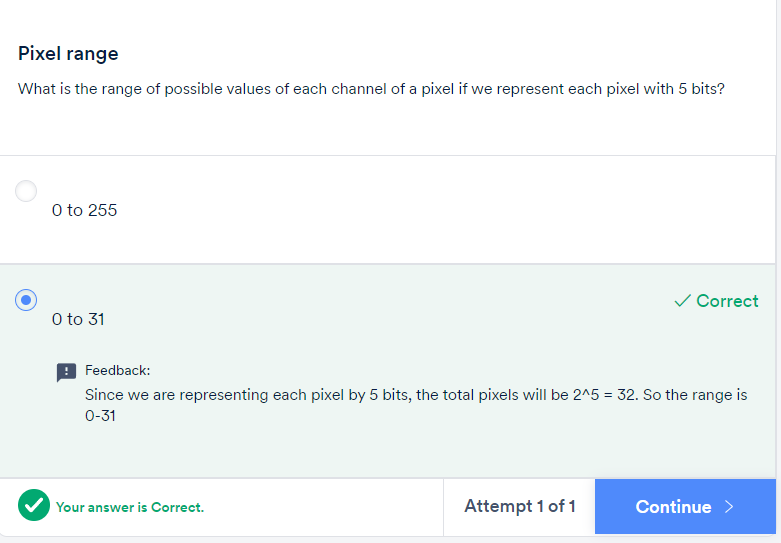 Pixel range
What is the range of possible values of each channel of a pixel if we represent each pixel with 5 bits?
0 to 255
Correct
0 to 31
Feedback:
Since we are representing each pixel by 5 bits, the total pixels will be 2^5 = 32. So the range is
0-31
Your answer is Correct.
Attempt 1 of 1
Continue